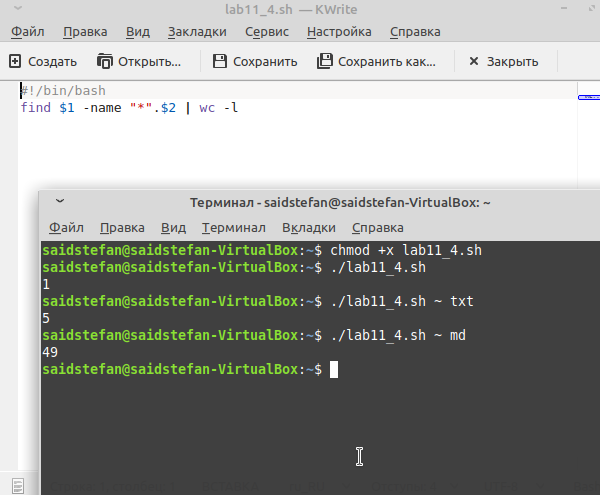 lab11_4.sh — KWrite
Файл Правка Вид Закладки Сервис Настройка Справка
Создать Открыть... Сохранить Сохранить как... Закрыть
#!/bin/bash
find $1 -name "*".$2 | wc -l
Терминал - saidstefan@saidstefan-VirtualBox: ~
Файл Правка Вид Терминал Вкладки Справка
saidstefan@saidstefan-VirtualBox:~$ chmod +x lab11_4.sh
saidstefan@saidstefan-VirtualBox:~$ ./lab11_4.sh
1
saidstefan@saidstefan-VirtualBox:~$ ./lab11_4.sh ~ txt
5
saidstefan@saidstefan-VirtualBox:~$ ./lab11_4.sh ~ md
49
saidstefan@saidstefan-VirtualBox:~$